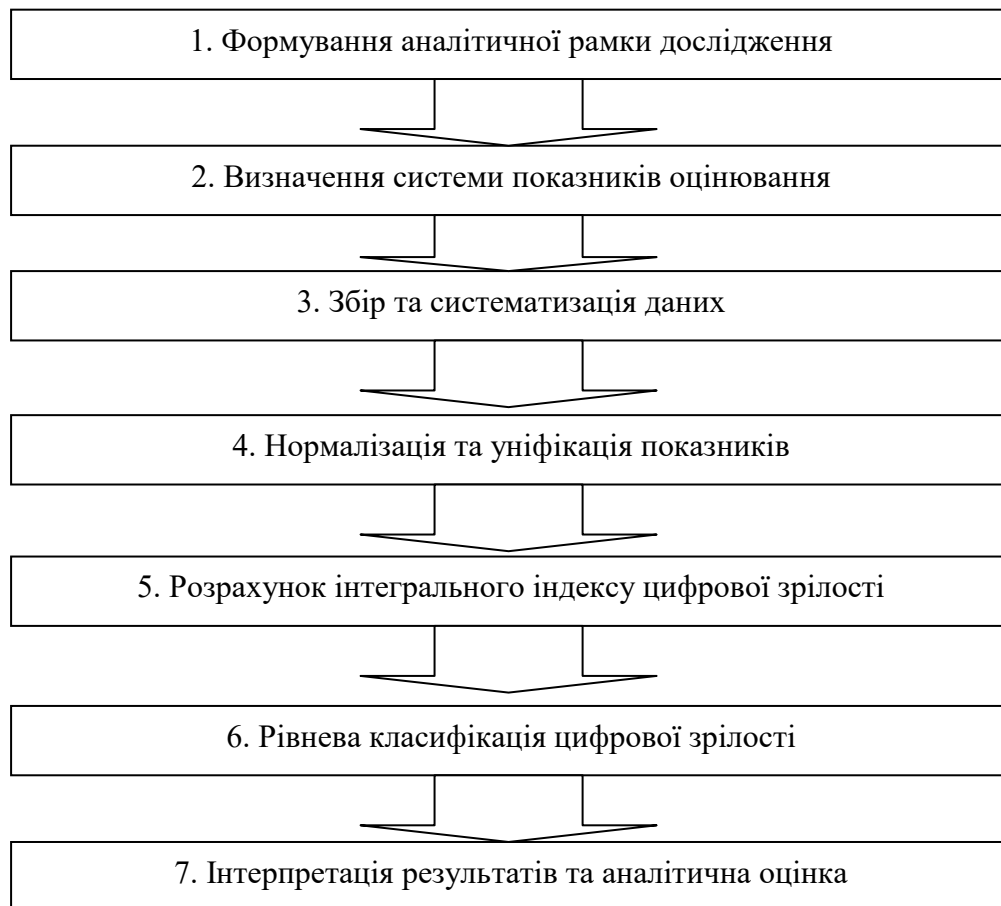 1. Формування аналітичної рамки дослідження
2. Визначення системи показників оцінювання
3. Збір та систематизація даних
4. Нормалізація та уніфікація показників
5. Розрахунок інтегрального індексу цифрової зрілості
6. Рівнева класифікація цифрової зрілості
7. Інтерпретація результатів та аналітична оцінка